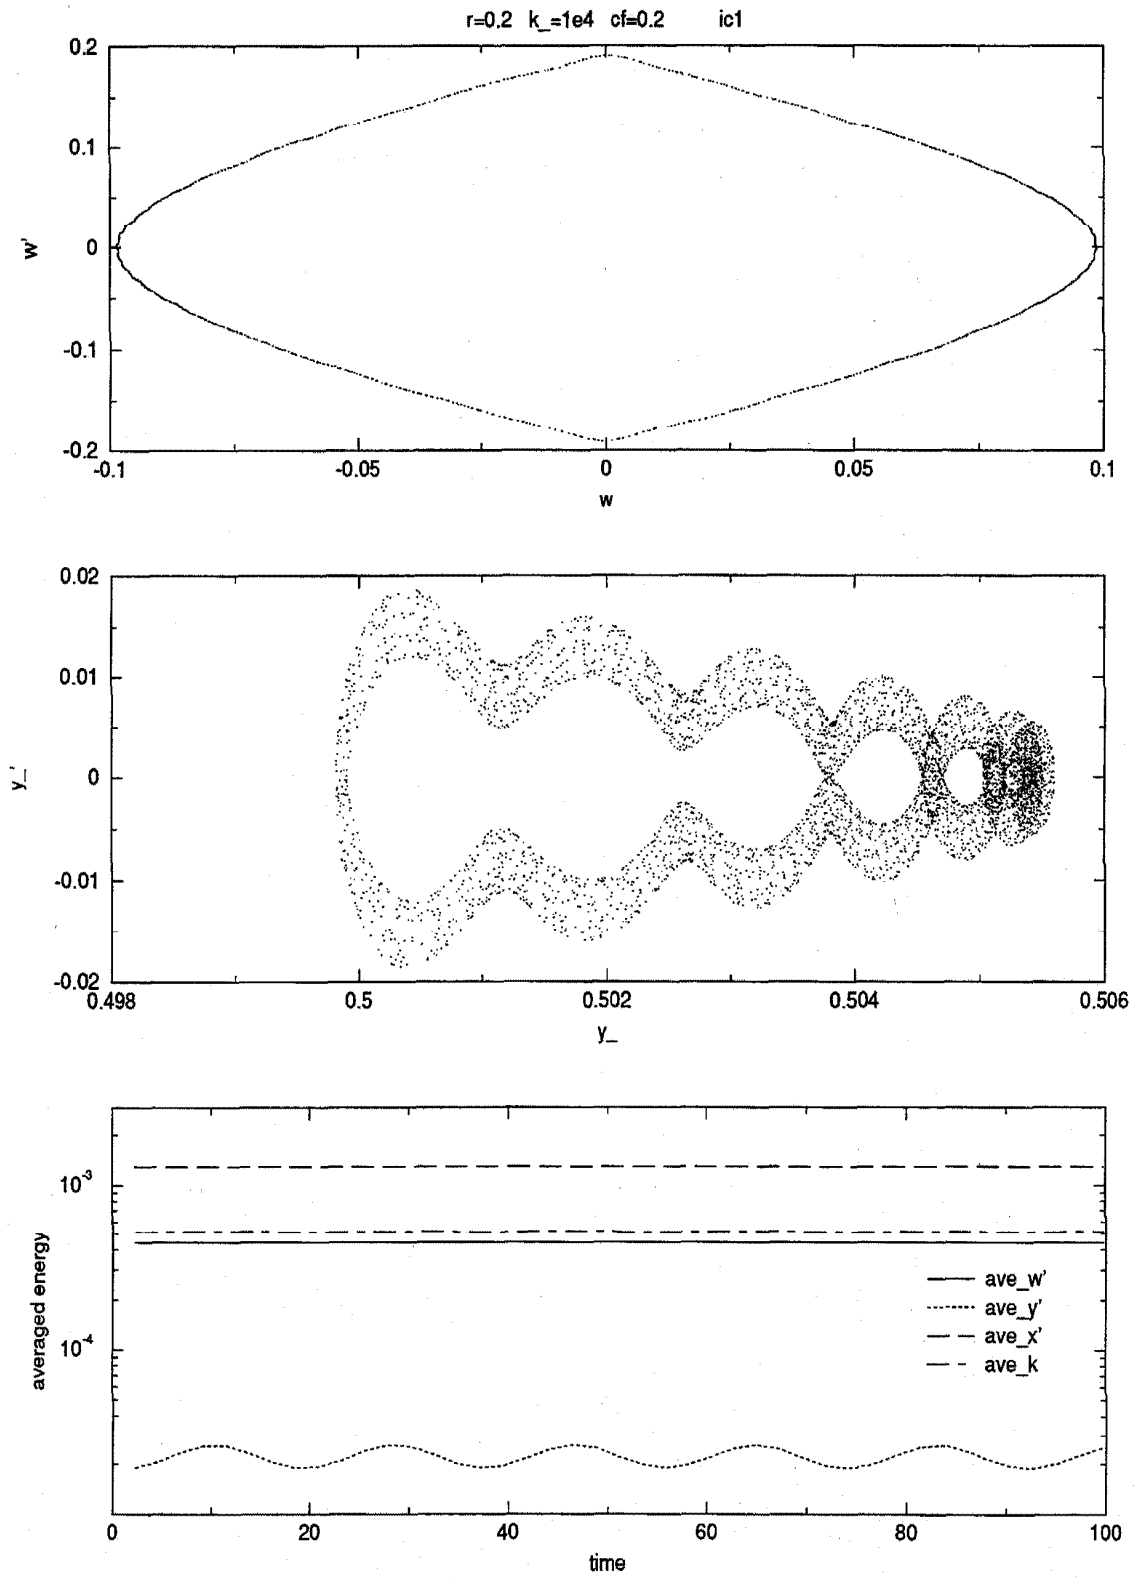 r=0.2 k_=1e4 cf=0.2 ic1
0.2
0.1
0
-0.1
-0.2
w'
-0.1 -0.05 0 0.05 0.1
w
0.02
0.01
0
-0.01
-0.02
y_'
0.498 0.5 0.502 0.504 0.506
y_
10-3
10-4
averaged energy
ave_w'
ave_y'
ave_x'
ave_k
0 20 40 60 80 100
time